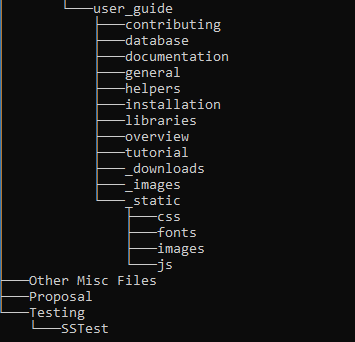 user_guide
contributing
database
documentation
general
helpers
installation
libraries
overview
tutorial
_downloads
_images
_static
css
fonts
images
js
Other Misc Files
Proposal
Testing
SSTest